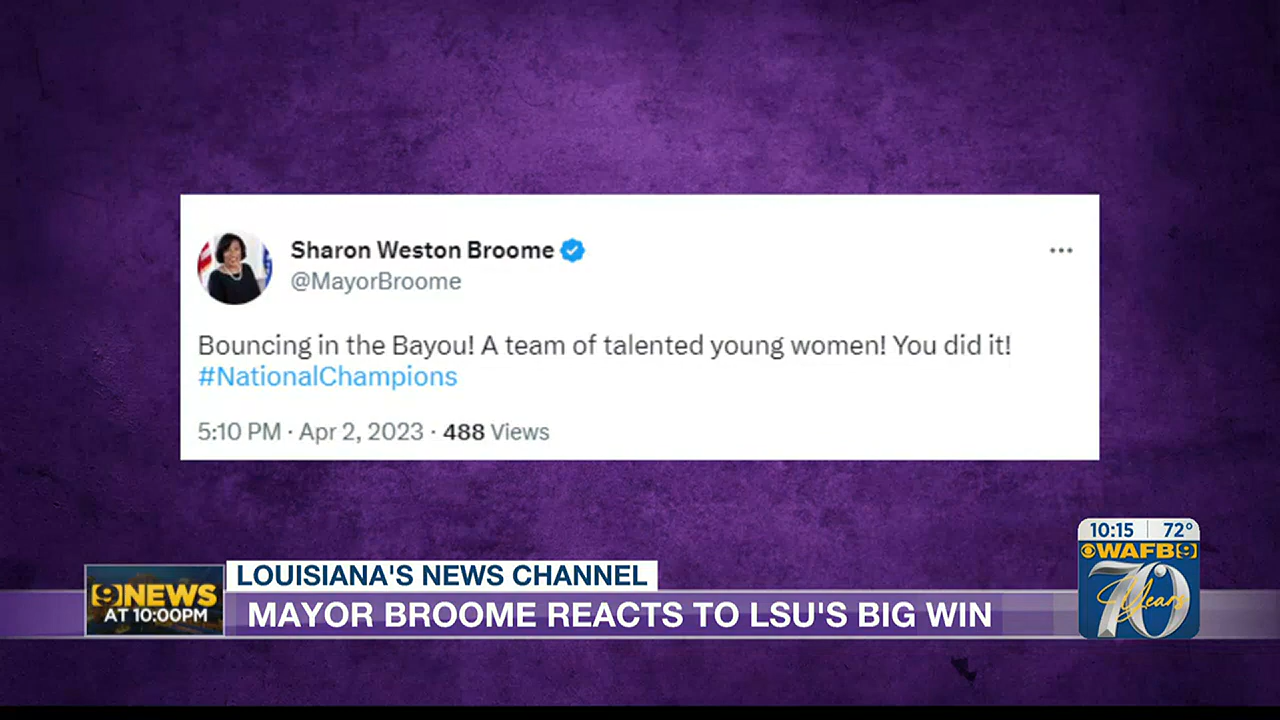 Sharon Weston Broome
@MayorBroome
Bouncing in the Bayou! A team of talented young women! You did it!
#NationalChampions
5:10 PM · Apr 2, 2023 · 488 Views
10:15 72°
WAFB 9
70 Years
LOUISIANA'S NEWS CHANNEL
9NEWS
AT 10:00PM
MAYOR BROOME REACTS TO LSU'S BIG WIN